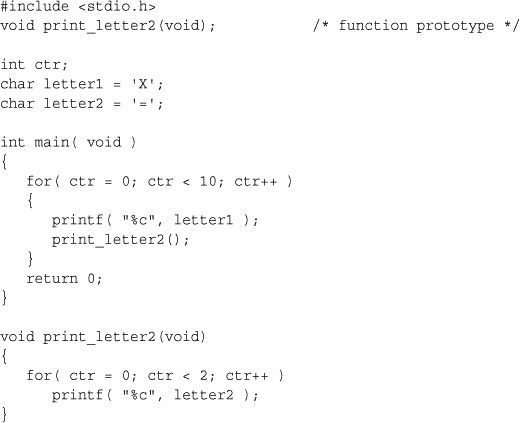 #include <stdio.h>
void print_letter2(void);          /* function prototype */

int ctr;
char letter1 = 'X';
char letter2 = '=';

int main( void )
{
   for( ctr = 0; ctr < 10; ctr++ )
   {
      printf( "%c", letter1 );
      print_letter2();
   }
   return 0;
}

void print_letter2(void)
{
   for( ctr = 0; ctr < 2; ctr++ )
      printf( "%c", letter2 );
}